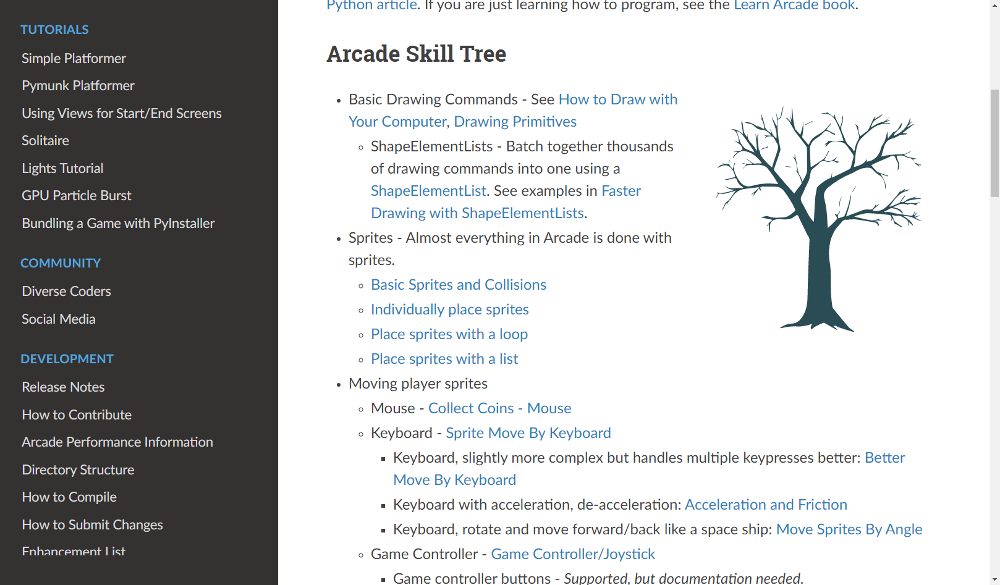 TUTORIALS
Simple Platformer
Pymunk Platformer
Using Views for Start/End Screens
Solitaire
Lights Tutorial
GPU Particle Burst
Bundling a Game with PyInstaller
COMMUNITY
Diverse Coders
Social Media
DEVELOPMENT
Release Notes
How to Contribute
Arcade Performance Information
Directory Structure
How to Compile
How to Submit Changes
Enhancement List
Python article. If you are just learning how to program, see the Learn Arcade book.
Arcade Skill Tree
• Basic Drawing Commands - See How to Draw with
Your Computer, Drawing Primitives
◦ ShapeElementLists - Batch together thousands
of drawing commands into one using a
ShapeElementList. See examples in Faster
Drawing with ShapeElementLists.
• Sprites - Almost everything in Arcade is done with
sprites.
◦ Basic Sprites and Collisions
◦ Individually place sprites
◦ Place sprites with a loop
◦ Place sprites with a list
• Moving player sprites
◦ Mouse - Collect Coins - Mouse
◦ Keyboard - Sprite Move By Keyboard
▪ Keyboard, slightly more complex but handles multiple keypresses better: Better
Move By Keyboard
▪ Keyboard with acceleration, de-acceleration: Acceleration and Friction
▪ Keyboard, rotate and move forward/back like a space ship: Move Sprites By Angle
◦ Game Controller - Game Controller/Joystick
▪ Game controller buttons - Supported, but documentation needed.